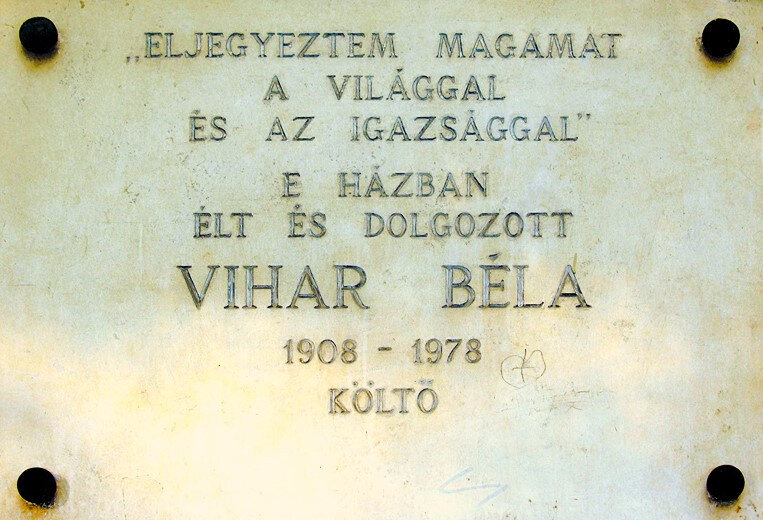 „ELJEGYEZTEM MAGAMAT
A VILÁGGAL
ÉS AZ IGAZSÁGGAL”
E HÁZBAN
ÉLT ÉS DOLGOZOTT
VIHAR BÉLA
1908 - 1978
KÖLTŐ